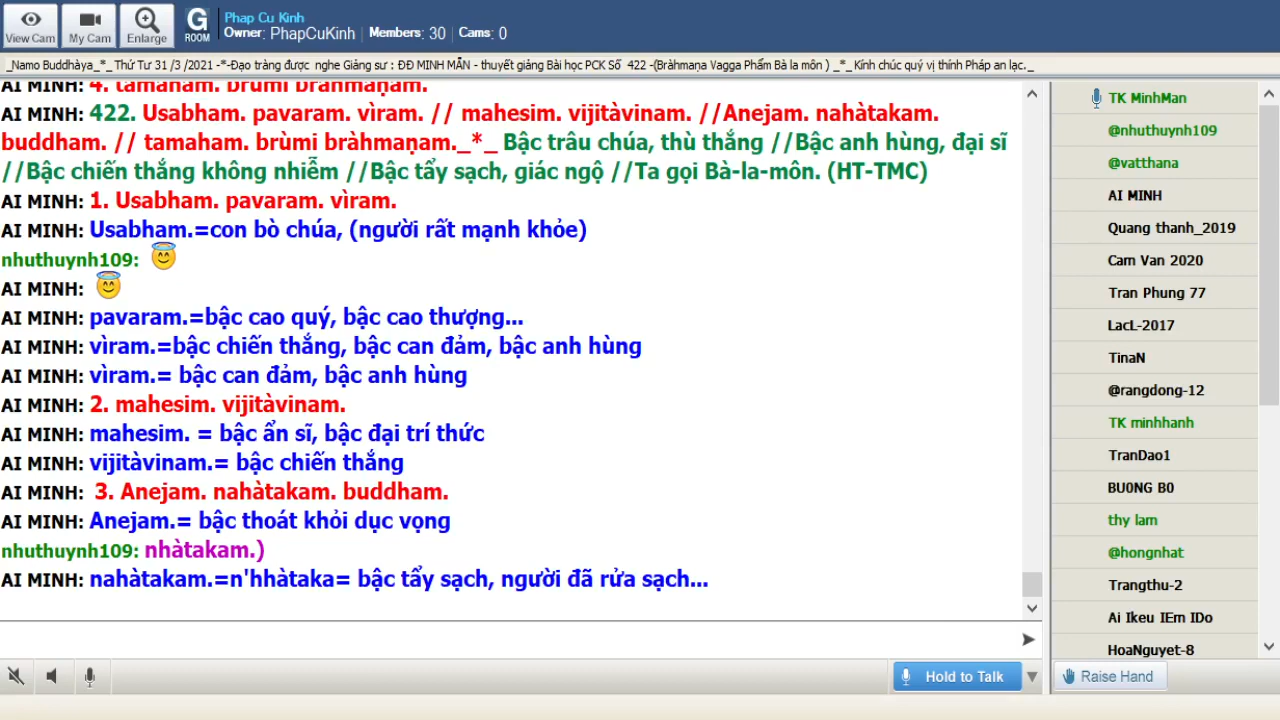 View Cam
My Cam
Enlarge
G
ROOM
Phap Cu Kinh
Owner: PhapCuKinh
Members: 30
Cams: 0
_Namo Buddhàya_*_ Thứ Tư 31 /3 /2021 -*-Đạo tràng được nghe Giảng sư : ĐĐ MINH MẪN - thuyết giảng Bài học PCK Số 422 -(Bràhmaṇa Vagga Phẩm Bà la môn ) _*_ Kính chúc quý vị thính Pháp an lạc._
AI MINH: 4. tamaham. brùmi bràhmaṇam.
AI MINH: 422. Usabham. pavaram. vìram. // mahesim. vijitàvinam. //Anejam. nahàtakam.
buddham. // tamaham. brùmi bràhmaṇam._*_ Bậc trâu chúa, thù thắng //Bậc anh hùng, đại sĩ
//Bậc chiến thắng không nhiễm //Bậc tẩy sạch, giác ngộ //Ta gọi Bà-la-môn. (HT-TMC)
AI MINH: 1. Usabham. pavaram. vìram.
AI MINH: Usabham.=con bò chúa, (người rất mạnh khỏe)
nhuthuynh109:
AI MINH:
AI MINH: pavaram.=bậc cao quý, bậc cao thượng...
AI MINH: vìram.=bậc chiến thắng, bậc can đảm, bậc anh hùng
AI MINH: vìram.= bậc can đảm, bậc anh hùng
AI MINH: 2. mahesim. vijitàvinam.
AI MINH: mahesim. = bậc ẩn sĩ, bậc đại trí thức
AI MINH: vijitàvinam.= bậc chiến thắng
AI MINH: 3. Anejam. nahàtakam. buddham.
AI MINH: Anejam.= bậc thoát khỏi dục vọng
nhuthuynh109: nhàtakam.)
AI MINH: nahàtakam.=n'hhàtaka= bậc tẩy sạch, người đã rửa sạch...
TK MinhMan
@nhuthuynh109
@vatthana
AI MINH
Quang thanh_2019
Cam Van 2020
Tran Phung 77
LacL-2017
TinaN
@rangdong-12
TK minhhanh
TranDao1
BU0NG B0
thy lam
@hongnhat
Trangthu-2
Ai Ikeu IEm IDo
HoaNguyet-8
Hold to Talk
Raise Hand